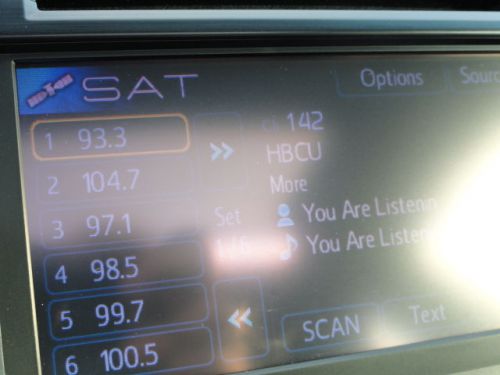 SAT
Options
Sourc
1 93.3
2 104.7
3 97.1
4 98.5
5 99.7
6 100.5
Set
1/6
CH 142
HBCU
More
You Are Listenin
You Are Listen
SCAN
Text